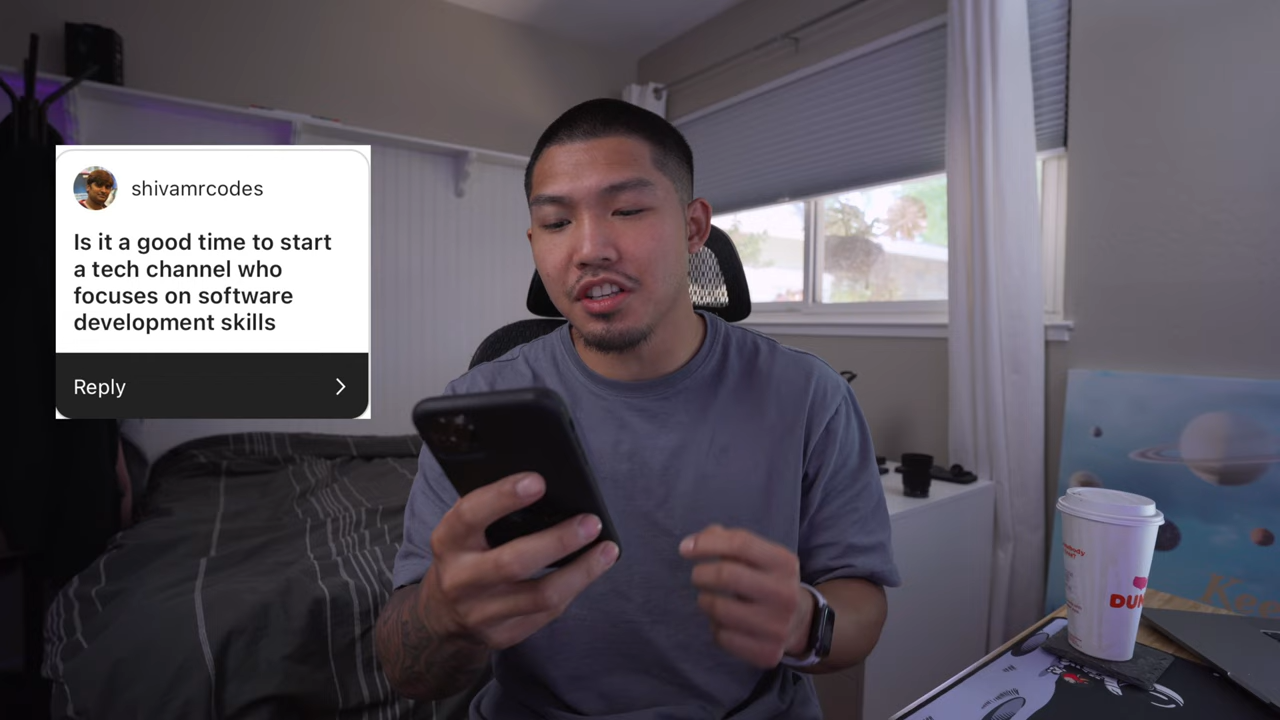 shivamrcodes
Is it a good time to start
a tech channel who
focuses on software
development skills
Reply
DUN